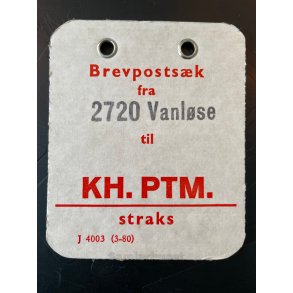 Brevpostsæk
fra
2720 Vanløse
til
KH. PTM.
straks
J 4003 (3-80)